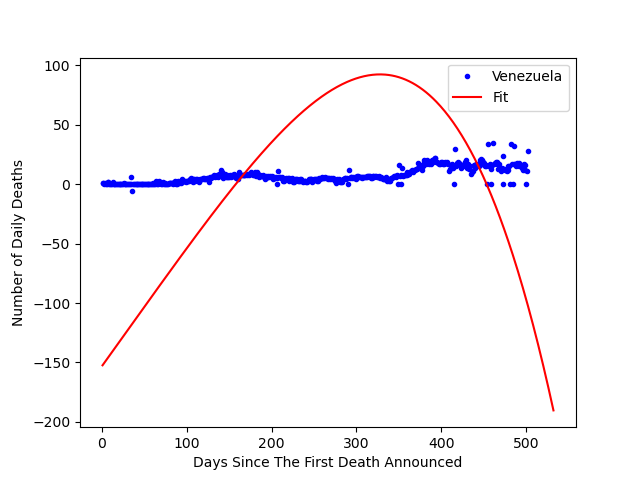 Venezuela
Fit
100
50
0
−50
−100
−150
−200
Number of Daily Deaths
0 100 200 300 400 500
Days Since The First Death Announced